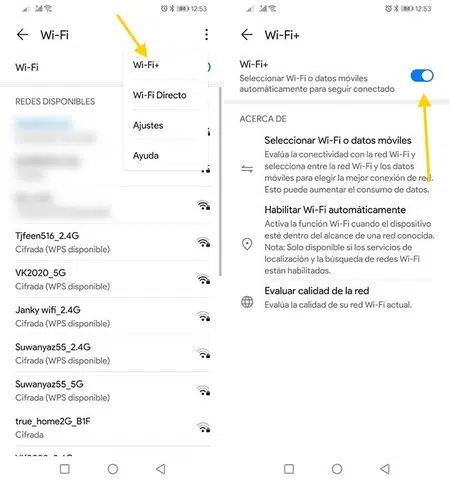 12:53
Wi-Fi
Wi-Fi
Wi-Fi+
Wi-Fi Directo
Ajustes
Ayuda
REDES DISPONIBLES
Tjfeen516_2.4G
Cifrada (WPS disponible)
VK2020_5G
Cifrada (WPS disponible)
Janky wifi_2.4G
Cifrada (WPS disponible)
Suwanyaz55_2.4G
Cifrada (WPS disponible)
Suwanyaz55_5G
Cifrada (WPS disponible)
true_home2G_B1F
Cifrada
12:53
Wi-Fi+
Wi-Fi+
Seleccionar Wi-Fi o datos móviles
automáticamente para seguir conectado
ACERCA DE
Seleccionar Wi-Fi o datos móviles
Evalúa la conectividad con la red Wi-Fi y
selecciona entre la red Wi-Fi y los datos
móviles para elegir la mejor conexión de red.
Esto puede aumentar el consumo de datos.
Habilitar Wi-Fi automáticamente
Activa la función Wi-Fi cuando el dispositivo
esté dentro del alcance de una red conocida.
Nota: Solo disponible si los servicios de
localización y la búsqueda de redes Wi-Fi
están habilitados.
Evaluar calidad de la red
Evalúa la calidad de su red Wi-Fi actual.